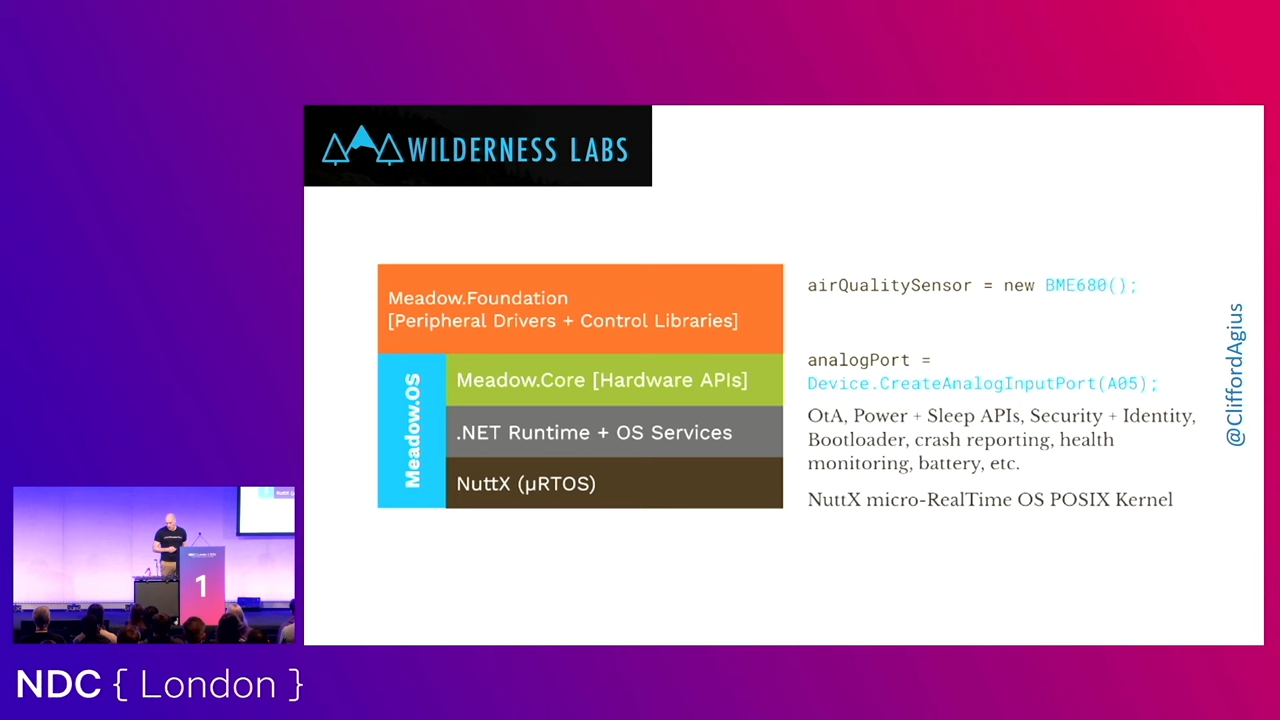 WILDERNESS LABS
Meadow.Foundation
[Peripheral Drivers + Control Libraries]
airQualitySensor = new BME680();
Meadow.OS
Meadow.Core [Hardware APIs]
analogPort =
Device.CreateAnalogInputPort(A05);
.NET Runtime + OS Services
OtA, Power + Sleep APIs, Security + Identity,
Bootloader, crash reporting, health
monitoring, battery, etc.
NuttX (µRTOS)
NuttX micro-RealTime OS POSIX Kernel
@CliffordAgius
1
NDC { London }